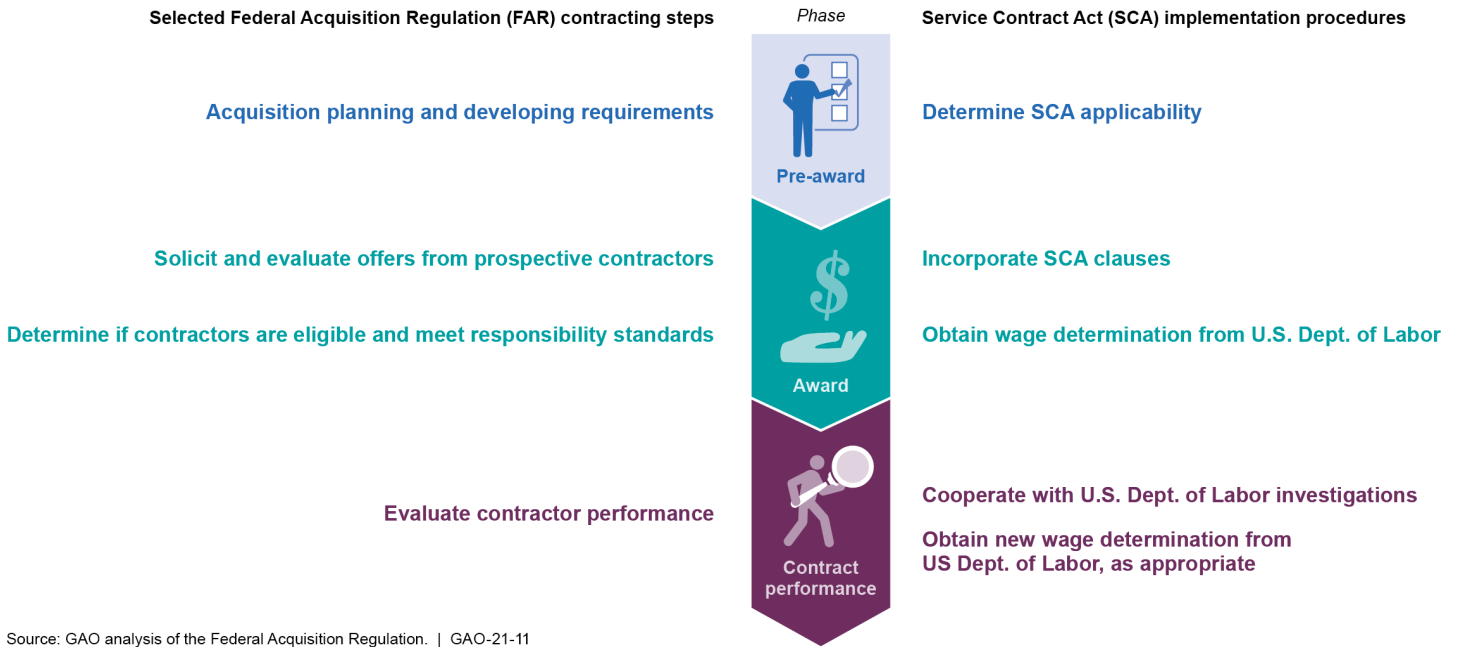 Selected Federal Acquisition Regulation (FAR) contracting steps
Phase
Service Contract Act (SCA) implementation procedures
Acquisition planning and developing requirements
Pre-award
Determine SCA applicability
Solicit and evaluate offers from prospective contractors
Incorporate SCA clauses
Determine if contractors are eligible and meet responsibility standards
$
Award
Obtain wage determination from U.S. Dept. of Labor
Evaluate contractor performance
Contract
performance
Cooperate with U.S. Dept. of Labor investigations
Obtain new wage determination from
US Dept. of Labor, as appropriate
Source: GAO analysis of the Federal Acquisition Regulation. | GAO-21-11